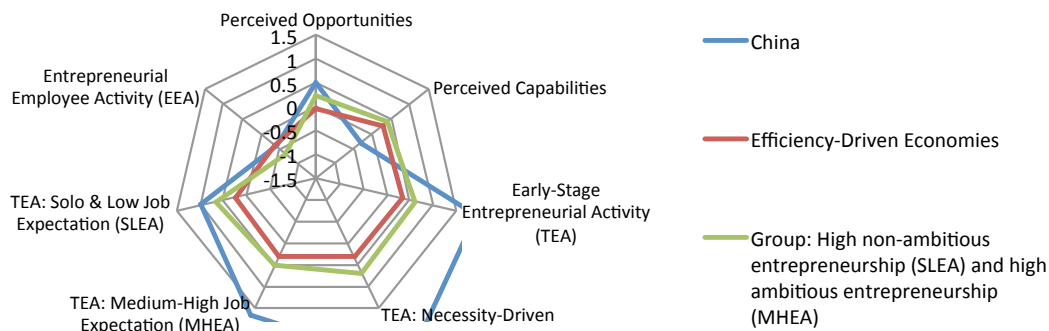 Perceived Opportunities
1.5
1
0.5
0
-0.5
-1
-1.5
Perceived Capabilities
Early-Stage
Entrepreneurial Activity
(TEA)
TEA: Necessity-Driven
TEA: Medium-High Job
Expectation (MHEA)
TEA: Solo & Low Job
Expectation (SLEA)
Entrepreneurial
Employee Activity (EEA)
China
Efficiency-Driven Economies
Group: High non-ambitious
entrepreneurship (SLEA) and high
ambitious entrepreneurship
(MHEA)